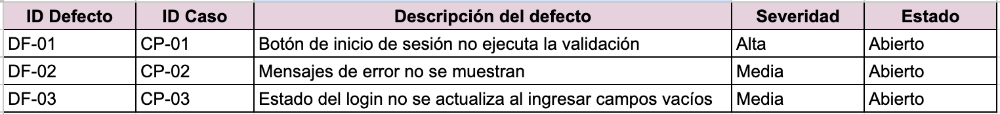 ID Defecto ID Caso Descripción del defecto Severidad Estado
DF-01 CP-01 Botón de inicio de sesión no ejecuta la validación Alta Abierto
DF-02 CP-02 Mensajes de error no se muestran Media Abierto
DF-03 CP-03 Estado del login no se actualiza al ingresar campos vacíos Media Abierto